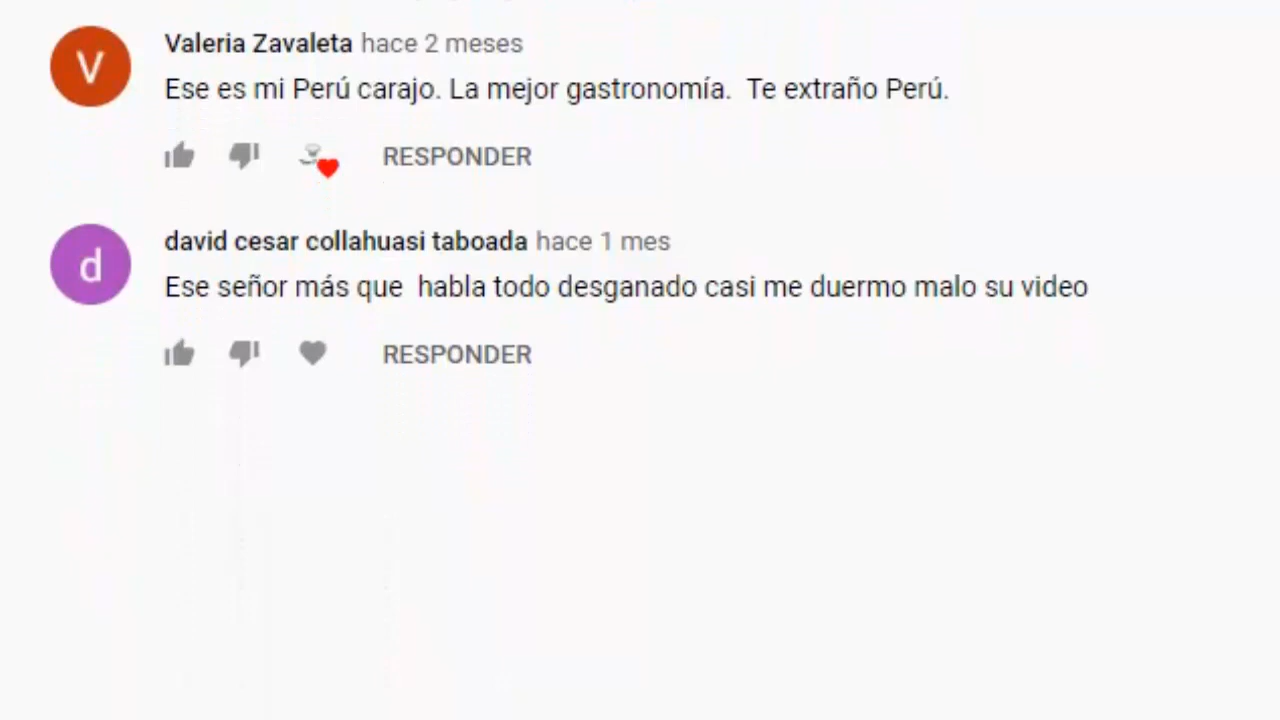 V
Valeria Zavaleta hace 2 meses
Ese es mi Perú carajo. La mejor gastronomía.  Te extraño Perú.
RESPONDER
d
david cesar collahuasi taboada hace 1 mes
Ese señor más que  habla todo desganado casi me duermo malo su video
RESPONDER